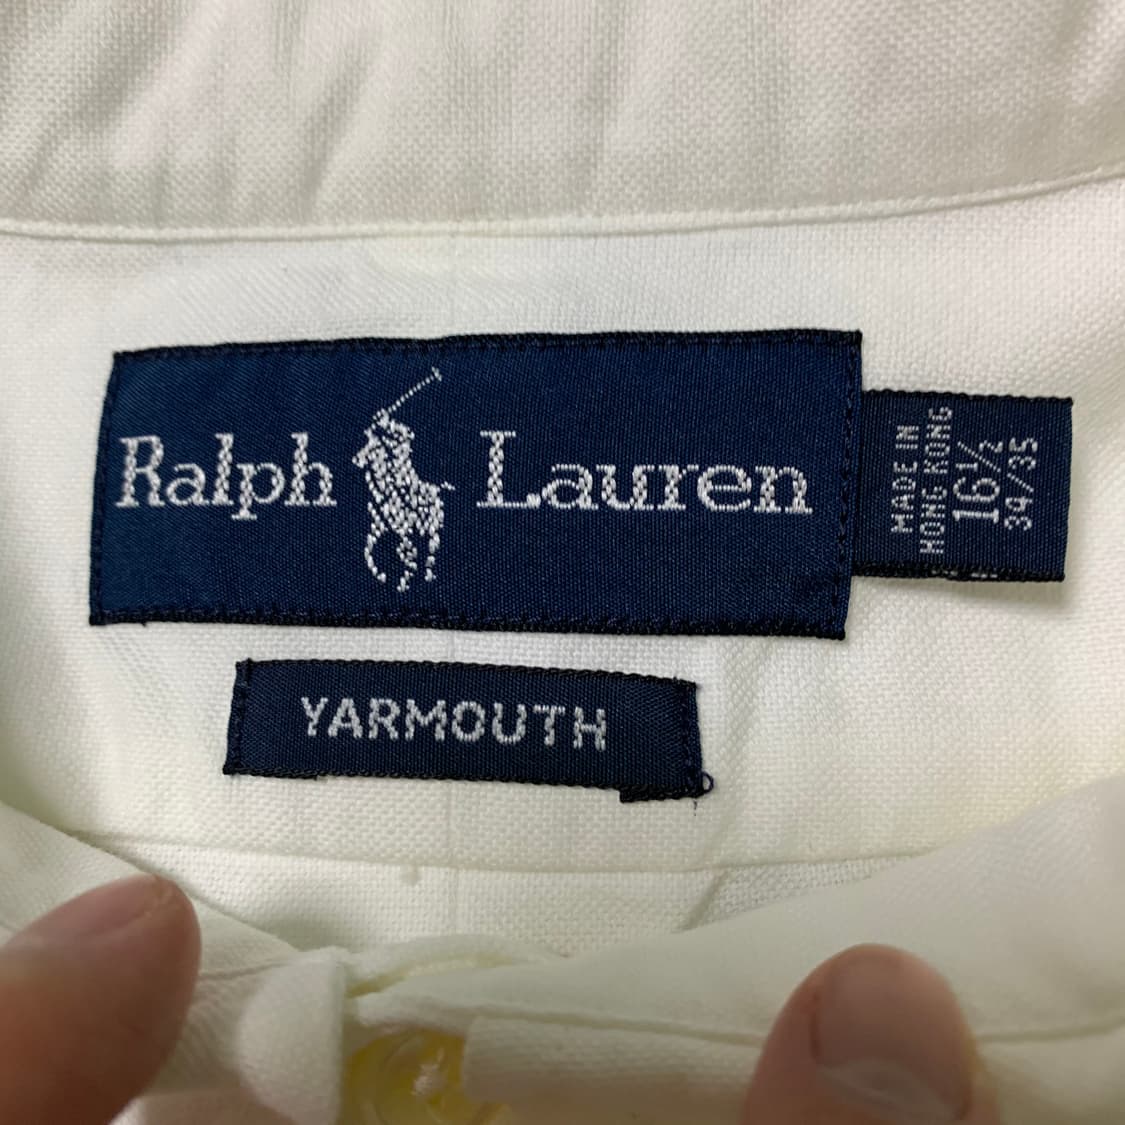 Ralph Lauren
MADE IN
HONG KONG
16½
34/35
YARMOUTH